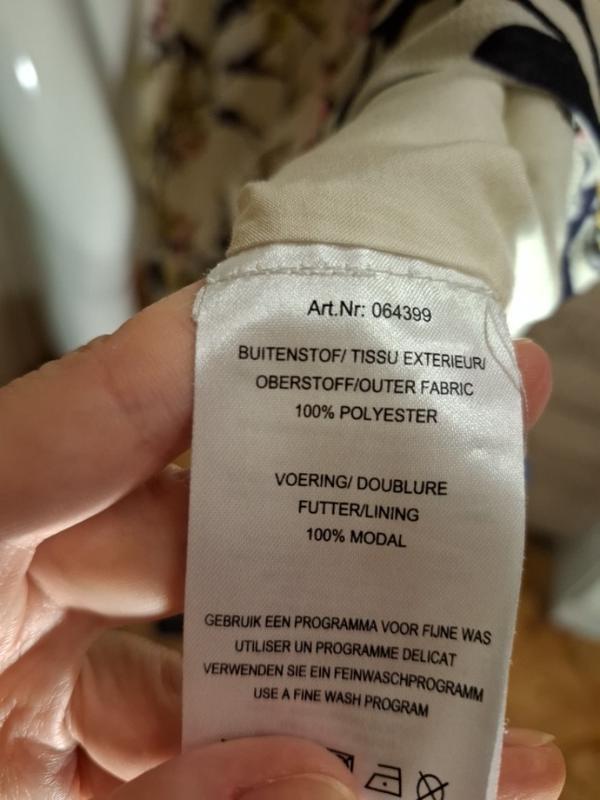 Art.Nr: 064399
BUITENSTOF/ TISSU EXTERIEUR/
OBERSTOFF/OUTER FABRIC
100% POLYESTER
VOERING/ DOUBLURE
FUTTER/LINING
100% MODAL
GEBRUIK EEN PROGRAMMA VOOR FIJNE WAS
UTILISER UN PROGRAMME DELICAT
VERWENDEN SIE EIN FEINWASCHPROGRAMM
USE A FINE WASH PROGRAM